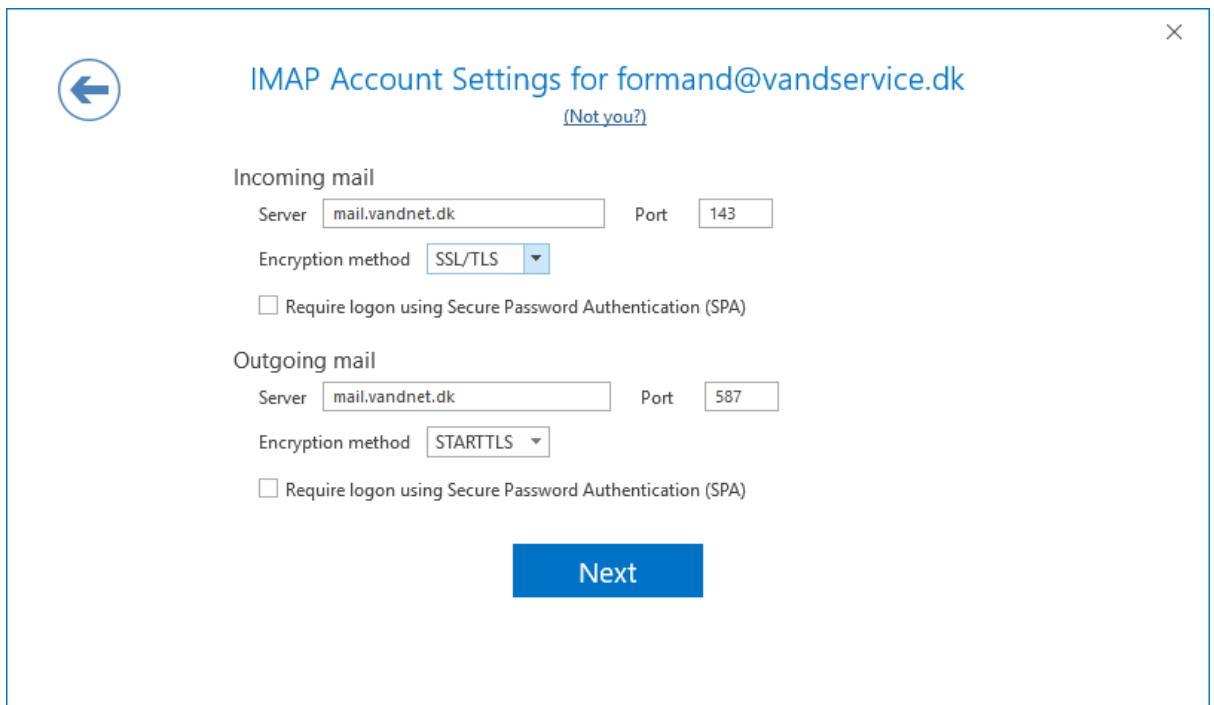 IMAP Account Settings for formand@vandservice.dk
(Not you?)
Incoming mail
Server mail.vandnet.dk Port 143
Encryption method SSL/TLS
Require logon using Secure Password Authentication (SPA)
Outgoing mail
Server mail.vandnet.dk Port 587
Encryption method STARTTLS
Require logon using Secure Password Authentication (SPA)
Next